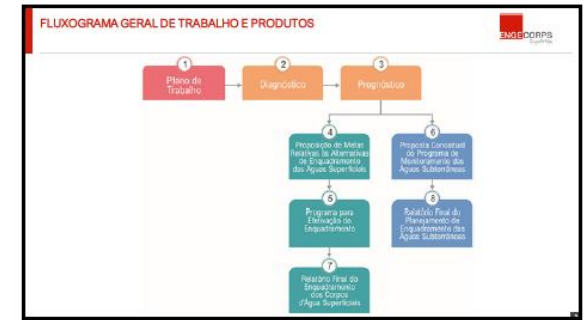 FLUXOGRAMA GERAL DE TRABALHO E PRODUTOS
ENGECORPS
1
Plano de
Trabalho
2
Diagnóstico
3
Prognóstico
4
Proposição de Metas
Relativas às Alternativas
de Enquadramento
das Águas Superficiais
5
Programa para
Efetivação do
Enquadramento
7
Relatório Final do
Enquadramento
dos Corpos
d'Água Superficiais
6
Proposta Conceitual
do Programa de
Monitoramento das
Águas Subterrâneas
8
Relatório Final do
Planejamento de
Enquadramento das
Águas Subterrâneas